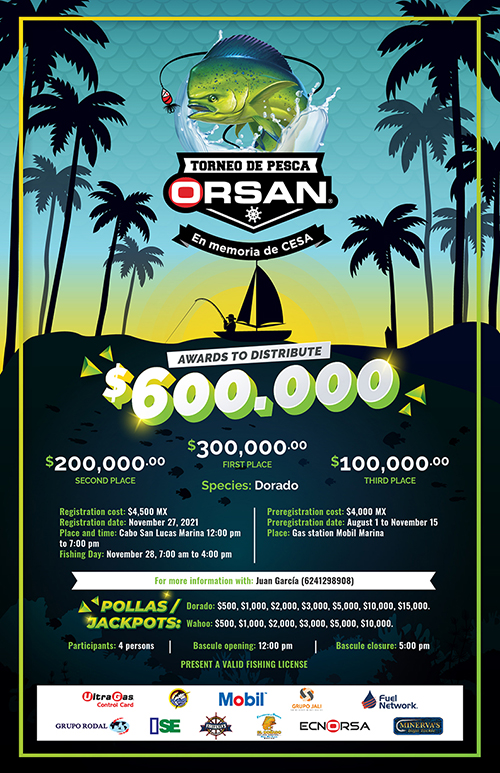 TORNEO DE PESCA
ORSAN®
En memoria de CESA
AWARDS TO DISTRIBUTE
$600.000
$200,000.00
SECOND PLACE
$300,000.00
FIRST PLACE
$100,000.00
THIRD PLACE
Species: Dorado
Registration cost: $4,500 MX
Registration date: November 27, 2021
Place and time: Cabo San Lucas Marina 12:00 pm
to 7:00 pm
Fishing Day: November 28, 7:00 am to 4:00 pm
Preregistration cost: $4,000 MX
Preregistration date: August 1 to November 15
Place: Gas station Mobil Marina
For more information with: Juan García (6241298908)
POLLAS /
JACKPOTS:
Dorado: $500, $1,000, $2,000, $3,000, $5,000, $10,000, $15,000.
Wahoo: $500, $1,000, $2,000, $3,000, $5,000, $10,000.
Participants: 4 persons
Bascule opening: 12:00 pm
Bascule closure: 5:00 pm
PRESENT A VALID FISHING LICENSE
UltraGas
Control Card
Mobil
GRUPO JALI
Fuel
Network.
GRUPO RODAL
ISE
ECNORSA
MINERVA'S